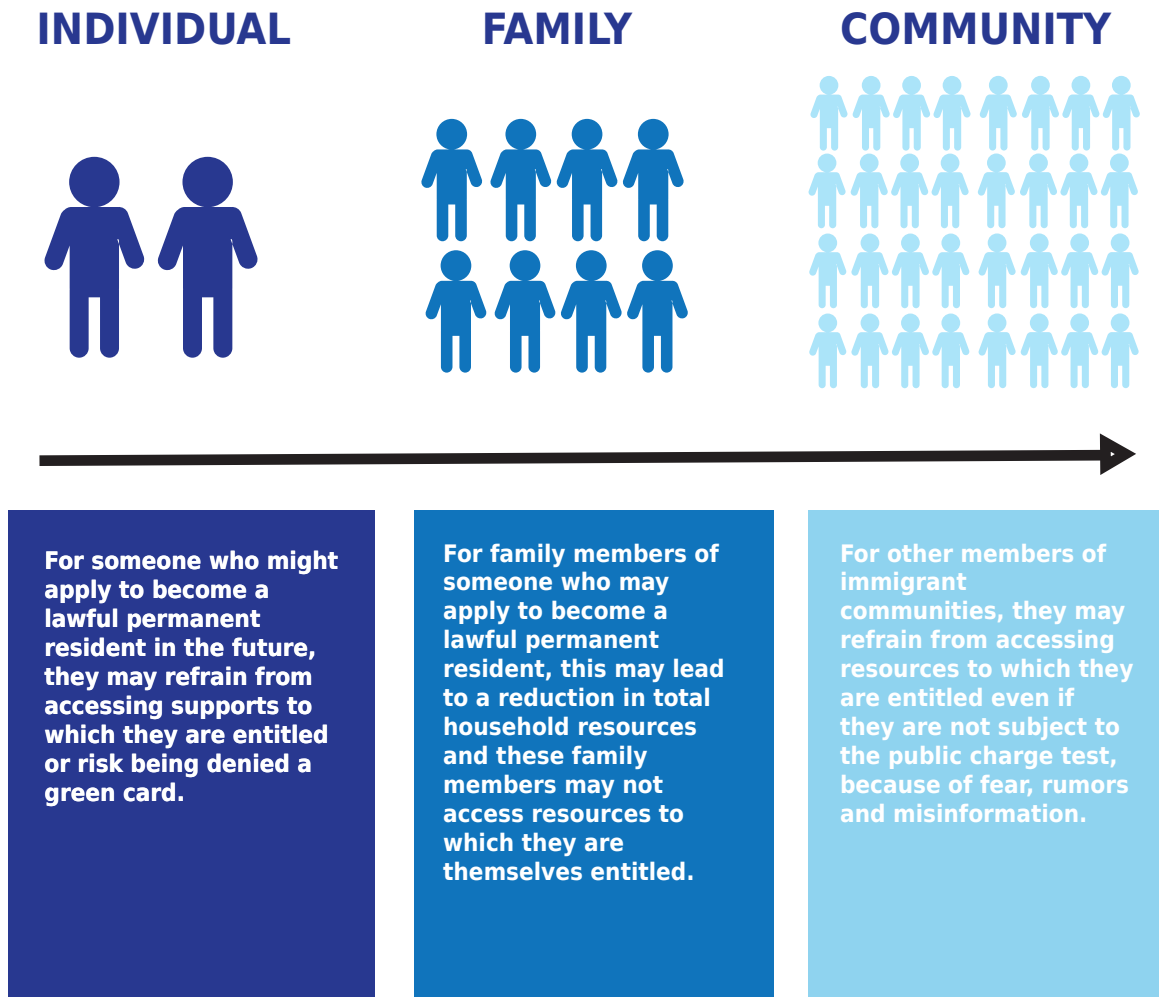 INDIVIDUAL
FAMILY
COMMUNITY
For someone who might
apply to become a
lawful permanent
resident in the future,
they may refrain from
accessing supports to
which they are entitled
or risk being denied a
green card.
For family members of
someone who may
apply to become a
lawful permanent
resident, this may lead
to a reduction in total
household resources
and these family
members may not
access resources to
which they are
themselves entitled.
For other members of
immigrant
communities, they may
refrain from accessing
resources to which they
are entitled even if
they are not subject to
the public charge test,
because of fear, rumors
and misinformation.